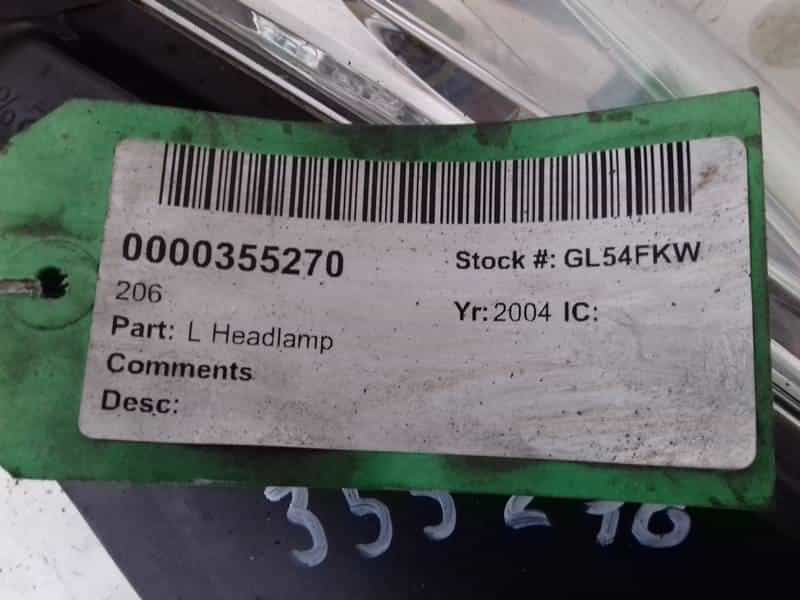 0000355270
Stock #: GL54FKW
206
Yr: 2004 IC:
Part: L Headlamp
Comments
Desc:
355270